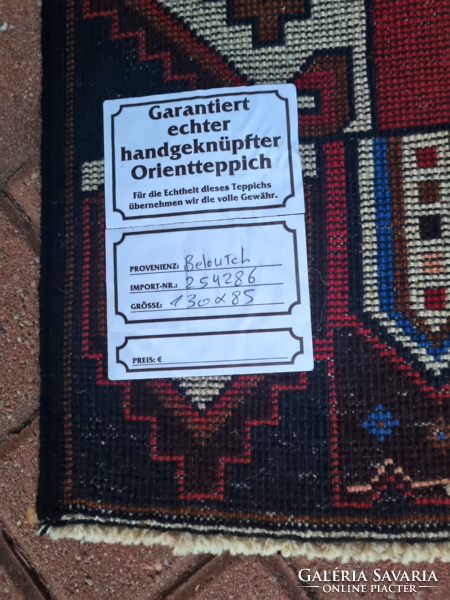 Garantiert
echter
handgeknüpfter
Orientteppich
Für die Echtheit dieses Teppichs
übernehmen wir die volle Gewähr.
PROVENIENZ: Beloutch
IMPORT-NR.: 254286
GRÖSSE: 130x85
PREIS: €
GALÉRIA SAVARIA
ONLINE PIACTÉR